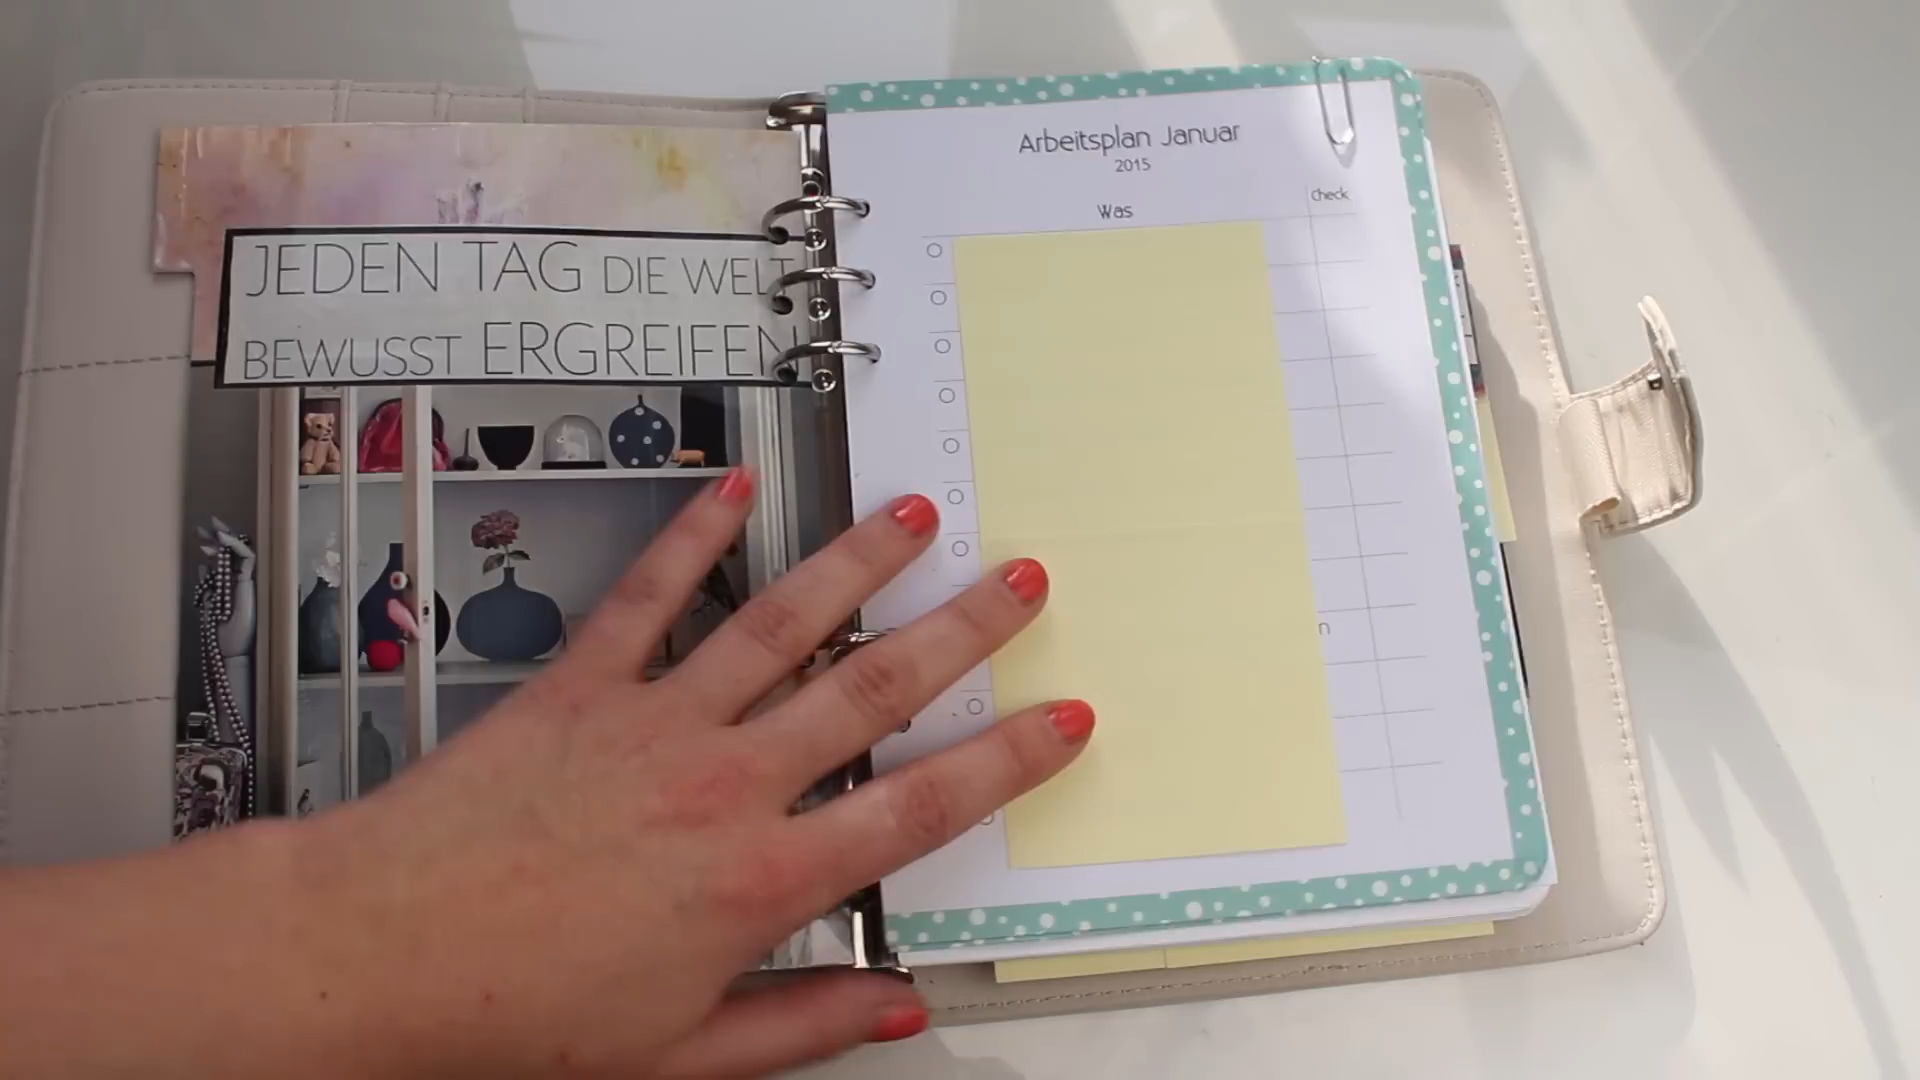 JEDEN TAG DIE WELT
BEWUSST ERGREIFEN
Arbeitsplan Januar
2015
Was
Check
n